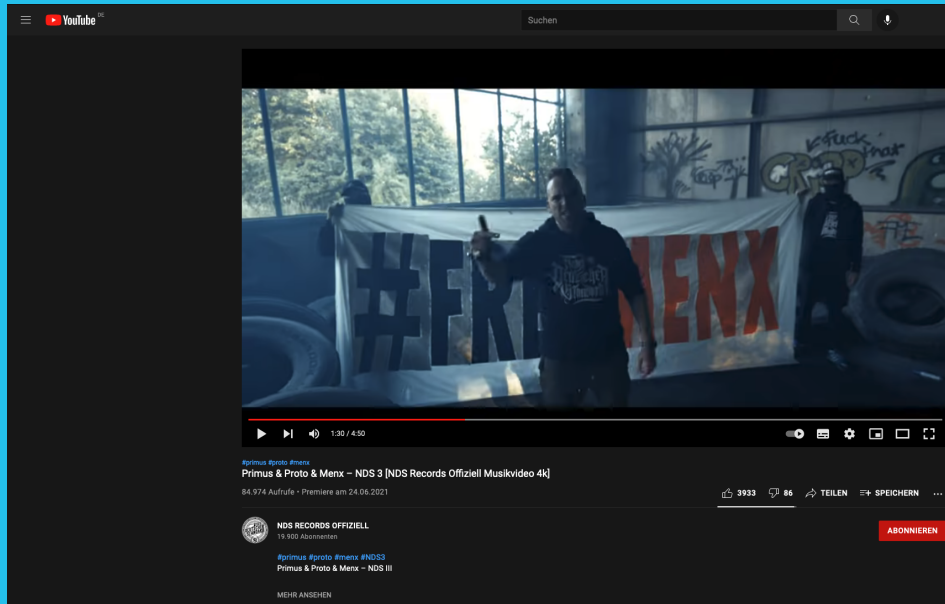 YouTube DE
Suchen
Fuck
#FREEMENX
1:30 / 4:50
#primus #proto #menx
Primus & Proto & Menx – NDS 3 [NDS Records Offiziell Musikvideo 4k]
84.974 Aufrufe • Premiere am 24.06.2021
3933
86
TEILEN
SPEICHERN
NDS RECORDS OFFIZIELL
19.900 Abonnenten
ABONNIEREN
#primus #proto #menx #NDS3
Primus & Proto & Menx – NDS III
MEHR ANSEHEN